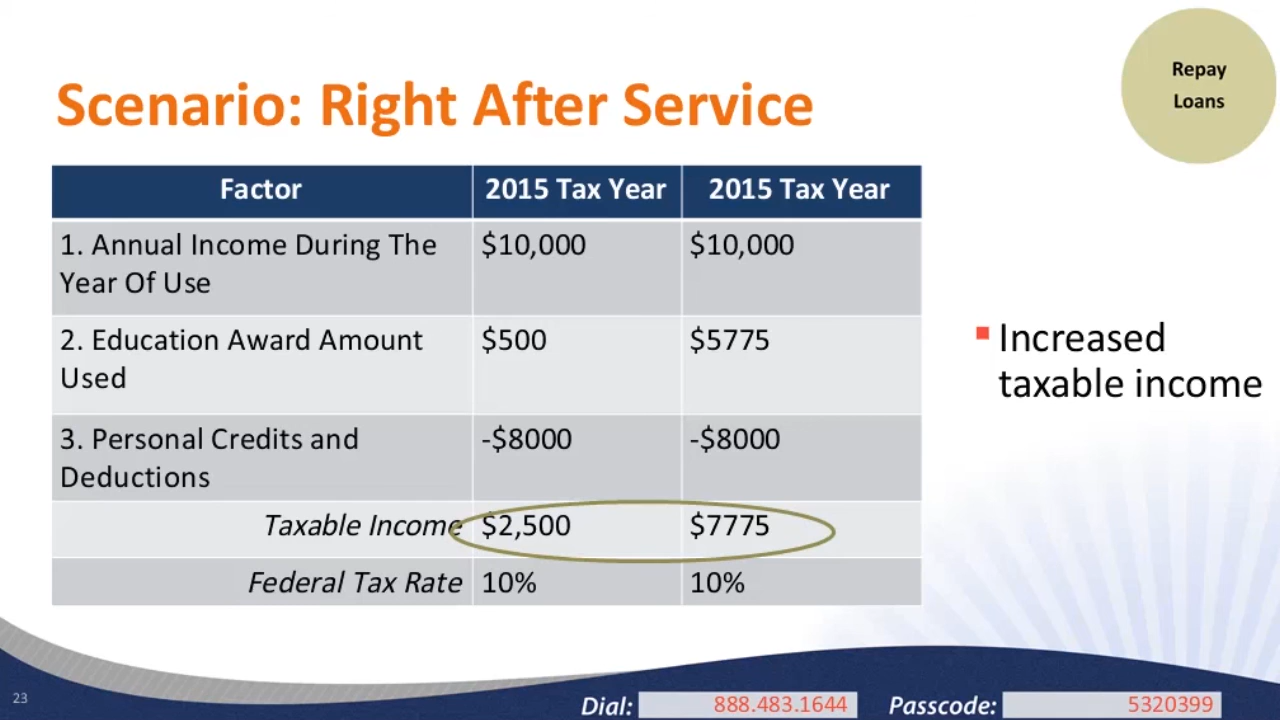 Repay
Loans
Scenario: Right After Service
Factor 2015 Tax Year 2015 Tax Year
1. Annual Income During The
Year Of Use
$10,000 $10,000
2. Education Award Amount
Used
$500 $5775
3. Personal Credits and
Deductions
-$8000 -$8000
Taxable Income $2,500 $7775
Federal Tax Rate 10% 10%
Increased
taxable income
23
Dial: 888.483.1644 Passcode: 5320399